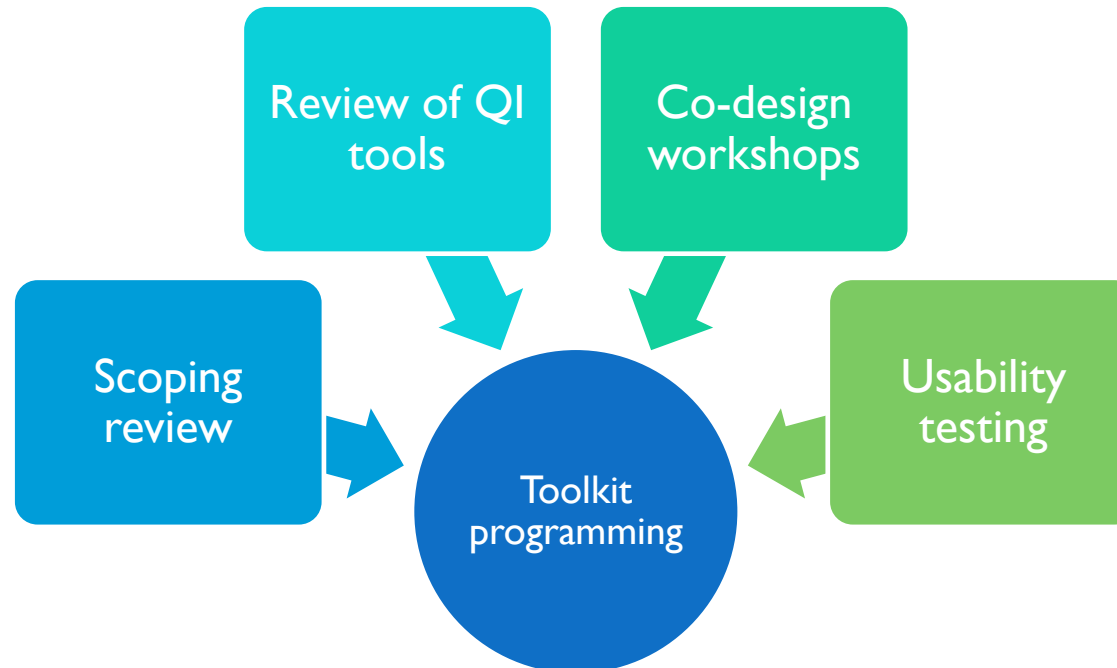 Review of QI
tools
Co-design
workshops
Scoping
review
Usability
testing
Toolkit
programming